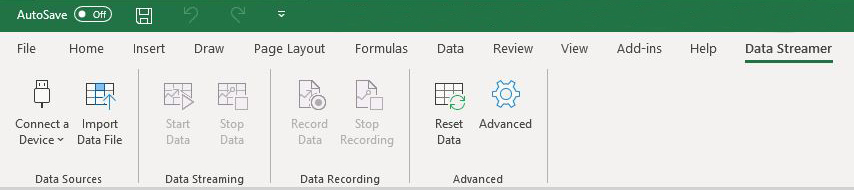 AutoSave Off
File Home Insert Draw Page Layout Formulas Data Review View Add-ins Help Data Streamer
Connect a Import Start Stop Record Stop Reset Advanced
Device Data File Data Data Data Recording Data
Data Sources Data Streaming Data Recording Advanced